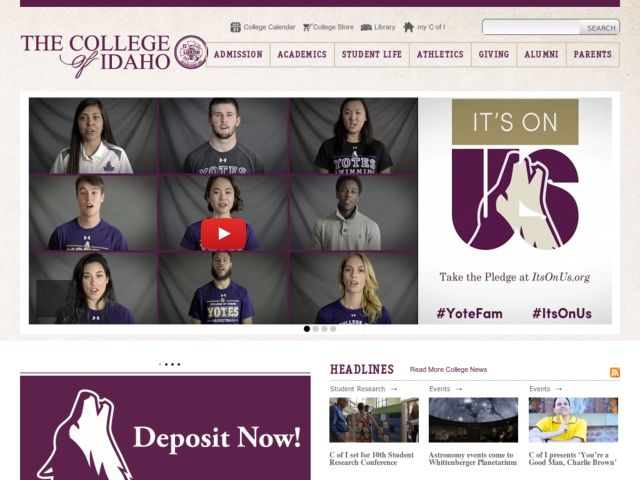 College Calendar
College Store
Library
my C of I
SEARCH
THE COLLEGE
of IDAHO
ADMISSION
ACADEMICS
STUDENT LIFE
ATHLETICS
GIVING
ALUMNI
PARENTS
YOTES
YOTES
SWIMMING
YOTES
IT'S ON
US
Take the Pledge at ItsOnUs.org
#YoteFam #ItsOnUs
Deposit Now!
HEADLINES
Read More College News
Student Research →
Events →
Events →
C of I set for 10th Student
Research Conference
Astronomy events come to
Whittenberger Planetarium
C of I presents ‘You’re a
Good Man, Charlie Brown’